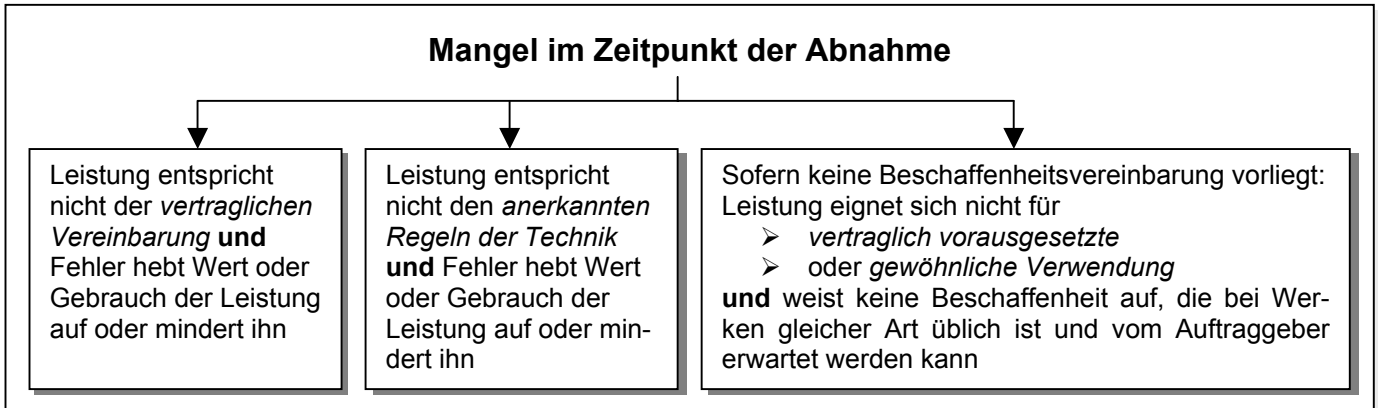 Mangel im Zeitpunkt der Abnahme
Leistung entspricht
nicht der vertraglichen
Vereinbarung und
Fehler hebt Wert oder
Gebrauch der Leistung
auf oder mindert ihn
Leistung entspricht
nicht den anerkannten
Regeln der Technik
und Fehler hebt Wert
oder Gebrauch der
Leistung auf oder min-
dert ihn
Sofern keine Beschaffenheitsvereinbarung vorliegt:
Leistung eignet sich nicht für
➢ vertraglich vorausgesetzte
➢ oder gewöhnliche Verwendung
und weist keine Beschaffenheit auf, die bei Wer-
ken gleicher Art üblich ist und vom Auftraggeber
erwartet werden kann